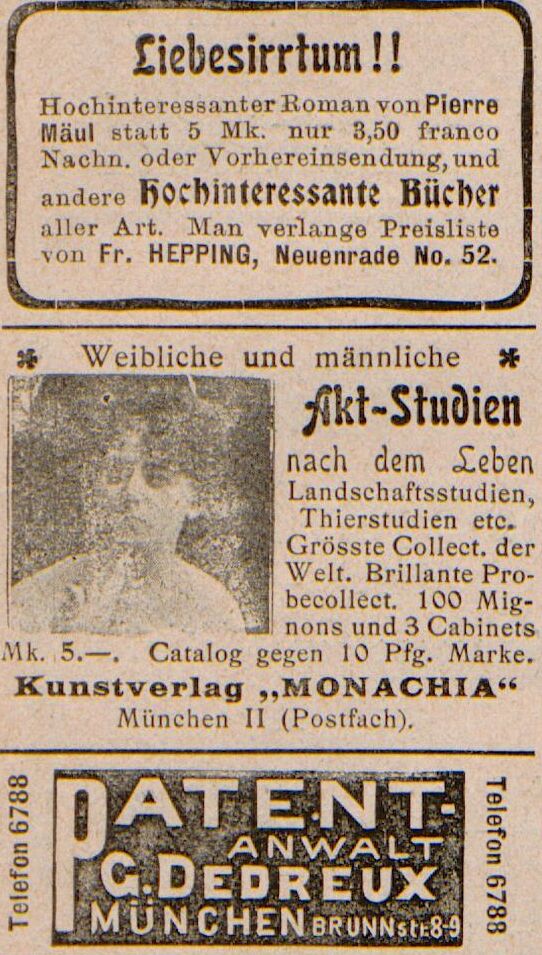 Liebesirrtum!!
Hochinteressanter Roman von Pierre
Mäul statt 5 Mk. nur 3,50 franco
Nachn. oder Vorhereinsendung, und
andere Hochinteressante Bücher
aller Art. Man verlange Preisliste
von Fr. HEPPING, Neuenrade No. 52.
Weibliche und männliche
Akt-Studien
nach dem Leben
Landschaftsstudien,
Thierstudien etc.
Grösste Collect. der
Welt. Brillante Pro-
becollect. 100 Mig-
nons und 3 Cabinets
Mk. 5.—. Catalog gegen 10 Pfg. Marke.
Kunstverlag „MONACHIA“
München II (Postfach).
Telefon 6788
PATENT-
ANWALT
G. DEDREUX
MÜNCHEN BRUNNstr. 8-9
Telefon 6788